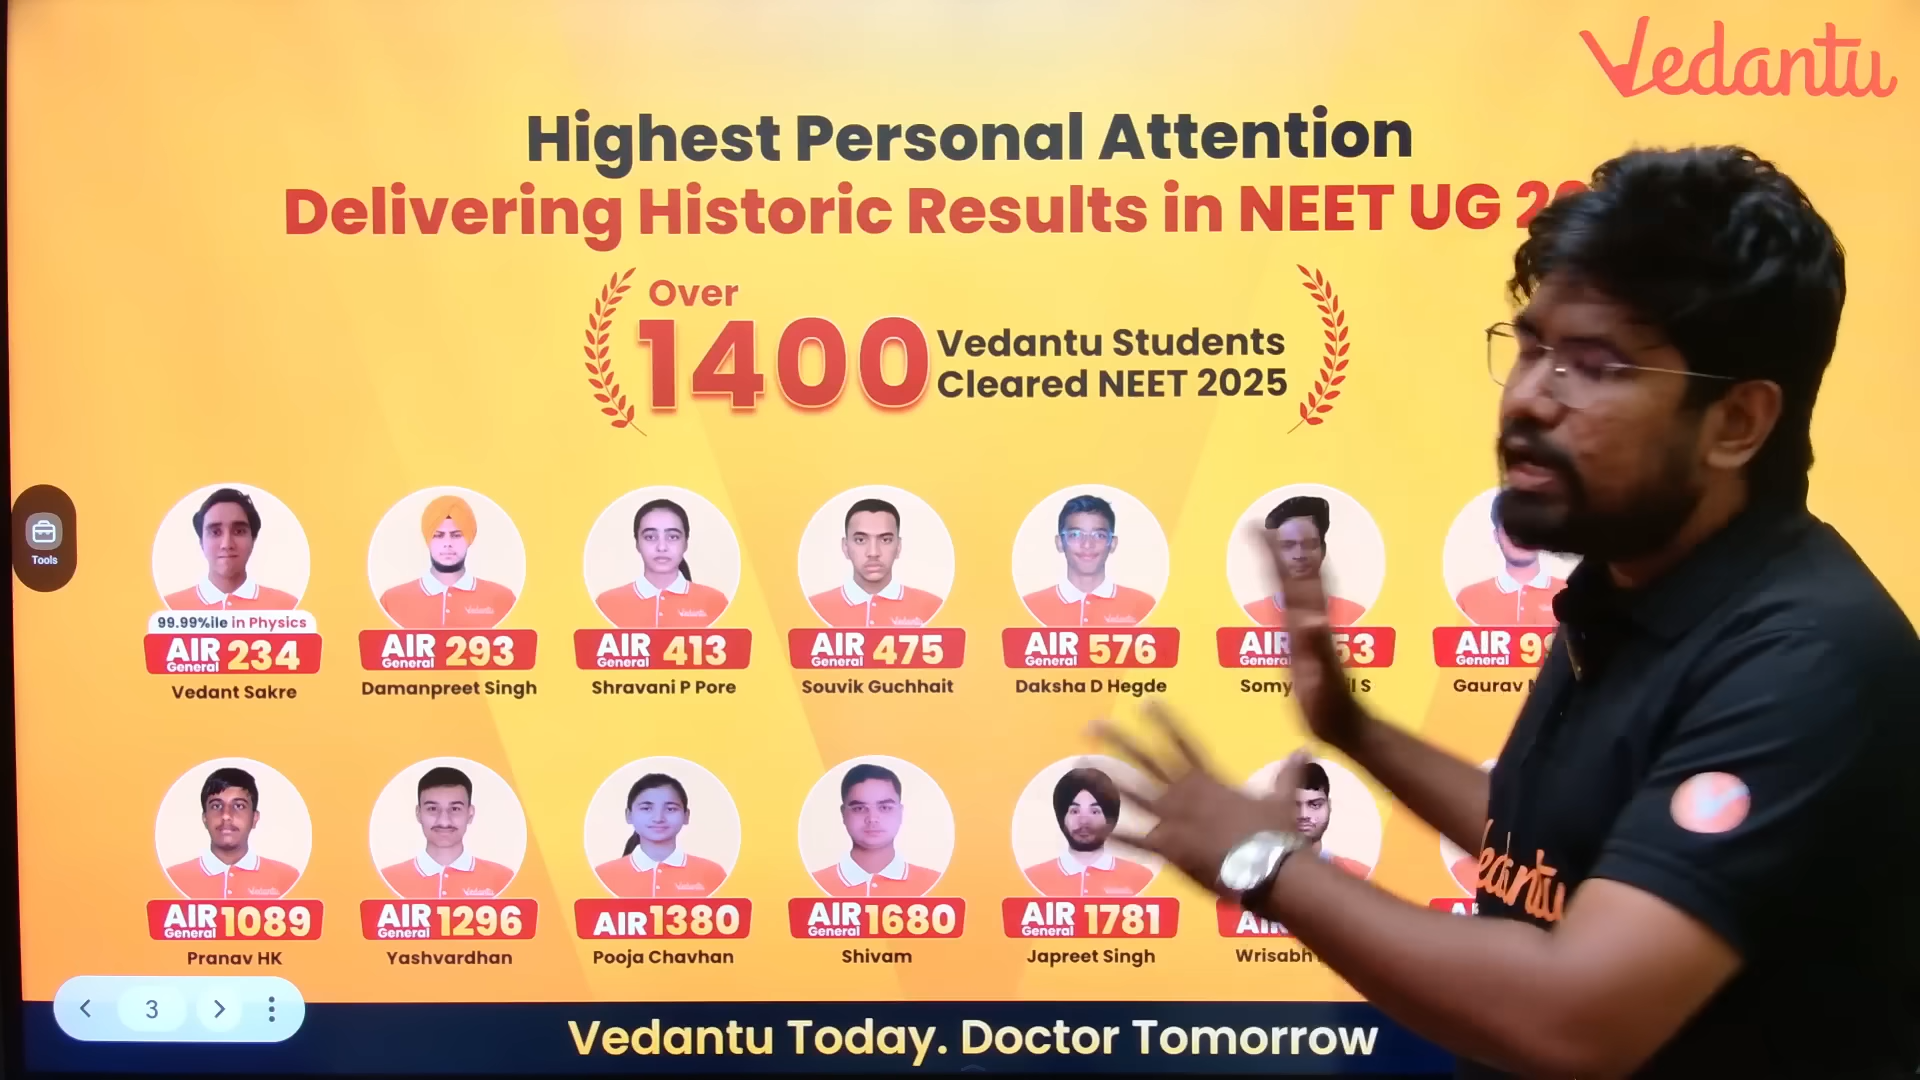 Vedantu
Highest Personal Attention
Delivering Historic Results in NEET UG
Over
1400
Vedantu Students
Cleared NEET 2025
Tools
99.99%ile in Physics
AIR General 234
AIR General 293
AIR General 413
AIR General 475
AIR General 576
AIR General
AIR General
Vedant Sakre
Damanpreet Singh
Shravani P Pore
Souvik Guchhait
Daksha D Hegde
Gaurav
AIR General 1089
AIR General 1296
AIR 1380
AIR General 1680
AIR General 1781
Pranav HK
Yashvardhan
Pooja Chavhan
Shivam
Japreet Singh
Wrisabh
3
Vedantu Today. Doctor Tomorrow